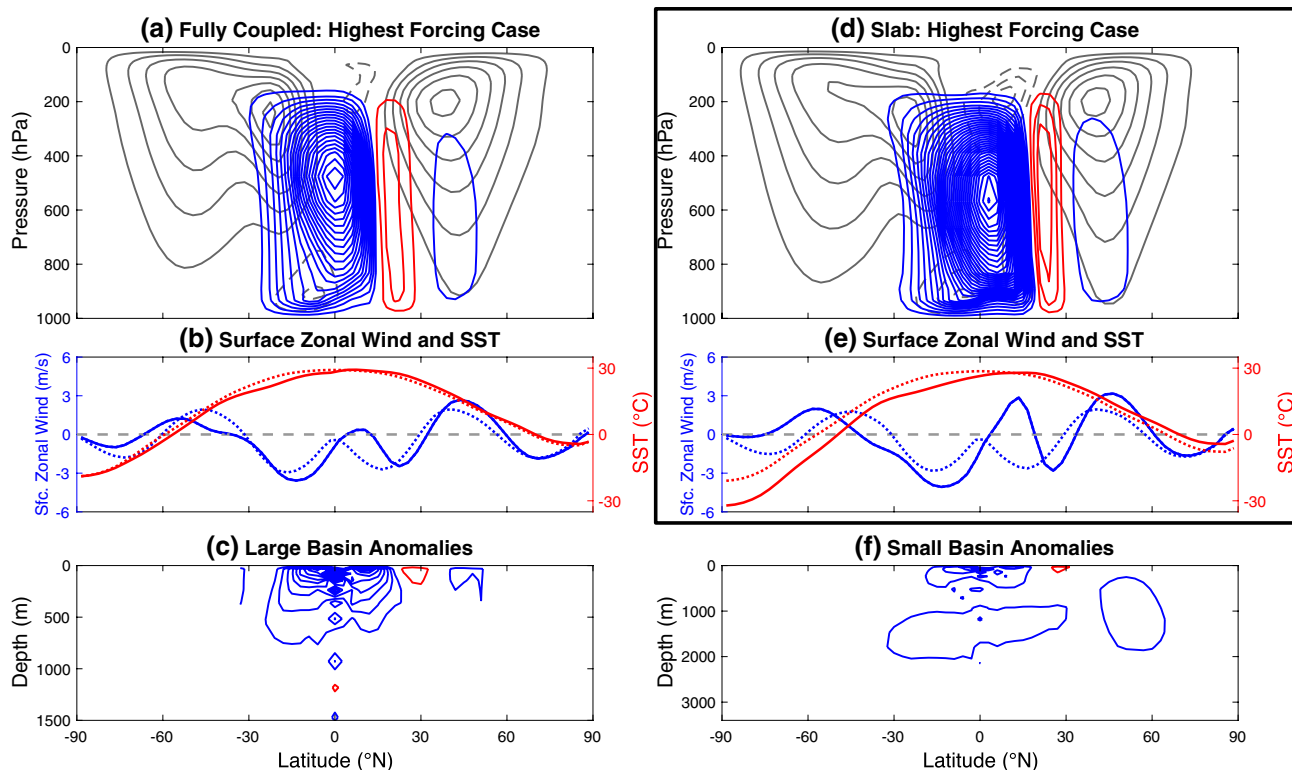 (a) Fully Coupled: Highest Forcing Case
0
200
400
600
800
1000
Pressure (hPa)
(d) Slab: Highest Forcing Case
0
200
400
600
800
1000
Pressure (hPa)
(b) Surface Zonal Wind and SST
6
3
0
-3
-6
Sfc. Zonal Wind (m/s)
30
0
-30
SST (°C)
(e) Surface Zonal Wind and SST
6
3
0
-3
-6
Sfc. Zonal Wind (m/s)
30
0
-30
SST (°C)
(c) Large Basin Anomalies
0
500
1000
1500
Depth (m)
-90 -60 -30 0 30 60 90
Latitude (°N)
(f) Small Basin Anomalies
0
1000
2000
3000
Depth (m)
-90 -60 -30 0 30 60 90
Latitude (°N)